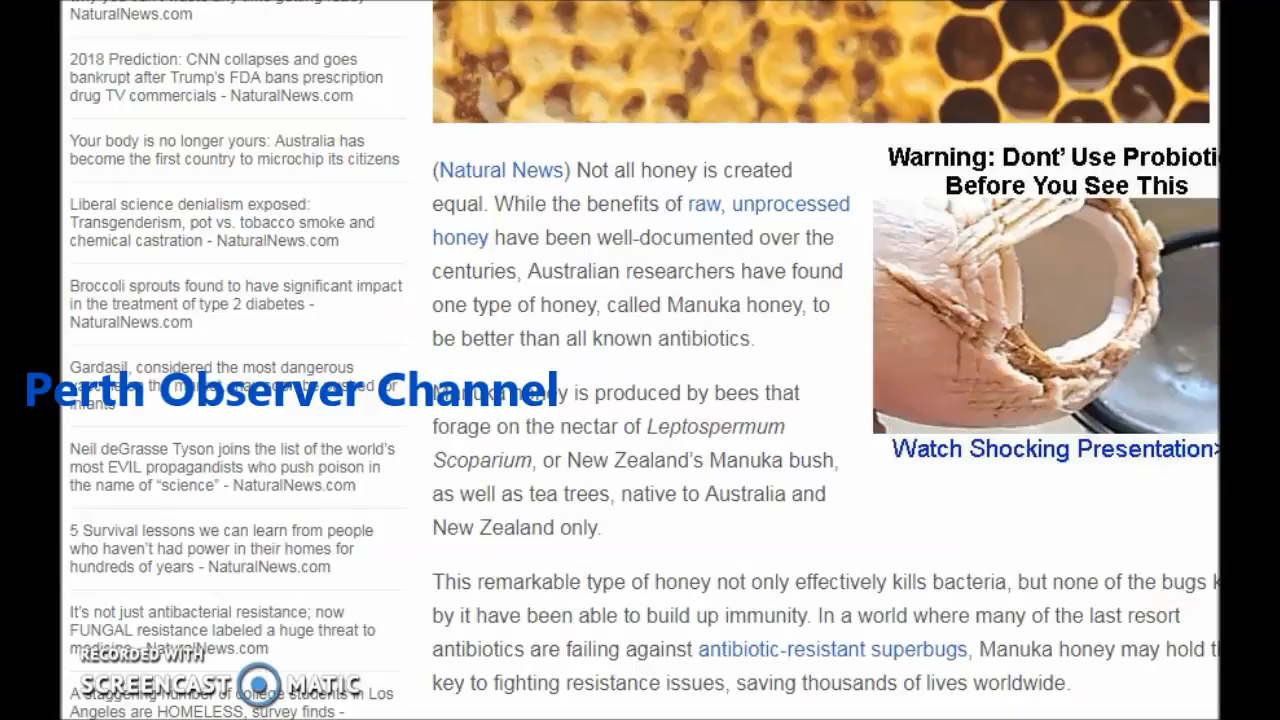 NaturalNews.com
2018 Prediction: CNN collapses and goes
bankrupt after Trump's FDA bans prescription
drug TV commercials - NaturalNews.com
Your body is no longer yours: Australia has
become the first country to microchip its citizens
Liberal science denialism exposed:
Transgenderism, pot vs. tobacco smoke and
chemical castration - NaturalNews.com
Broccoli sprouts found to have significant impact
in the treatment of type 2 diabetes -
NaturalNews.com
Gardasil, considered the most dangerous
infants
Neil deGrasse Tyson joins the list of the world's
most EVIL propagandists who push poison in
the name of “science” - NaturalNews.com
5 Survival lessons we can learn from people
who haven't had power in their homes for
hundreds of years - NaturalNews.com
It's not just antibacterial resistance; now
FUNGAL resistance labeled a huge threat to
medicine - NaturalNews.com
A staggering number of college students in Los
Angeles are HOMELESS, survey finds -
Perth Observer Channel
RECORDED WITH
SCREENCAST MATIC
(Natural News) Not all honey is created
equal. While the benefits of raw, unprocessed
honey have been well-documented over the
centuries, Australian researchers have found
one type of honey, called Manuka honey, to
be better than all known antibiotics.
Manuka honey is produced by bees that
forage on the nectar of Leptospermum
Scoparium, or New Zealand's Manuka bush,
as well as tea trees, native to Australia and
New Zealand only.
This remarkable type of honey not only effectively kills bacteria, but none of the bugs
by it have been able to build up immunity. In a world where many of the last resort
antibiotics are failing against antibiotic-resistant superbugs, Manuka honey may hold
key to fighting resistance issues, saving thousands of lives worldwide.
Warning: Dont' Use Probioti
Before You See This
Watch Shocking Presentation>